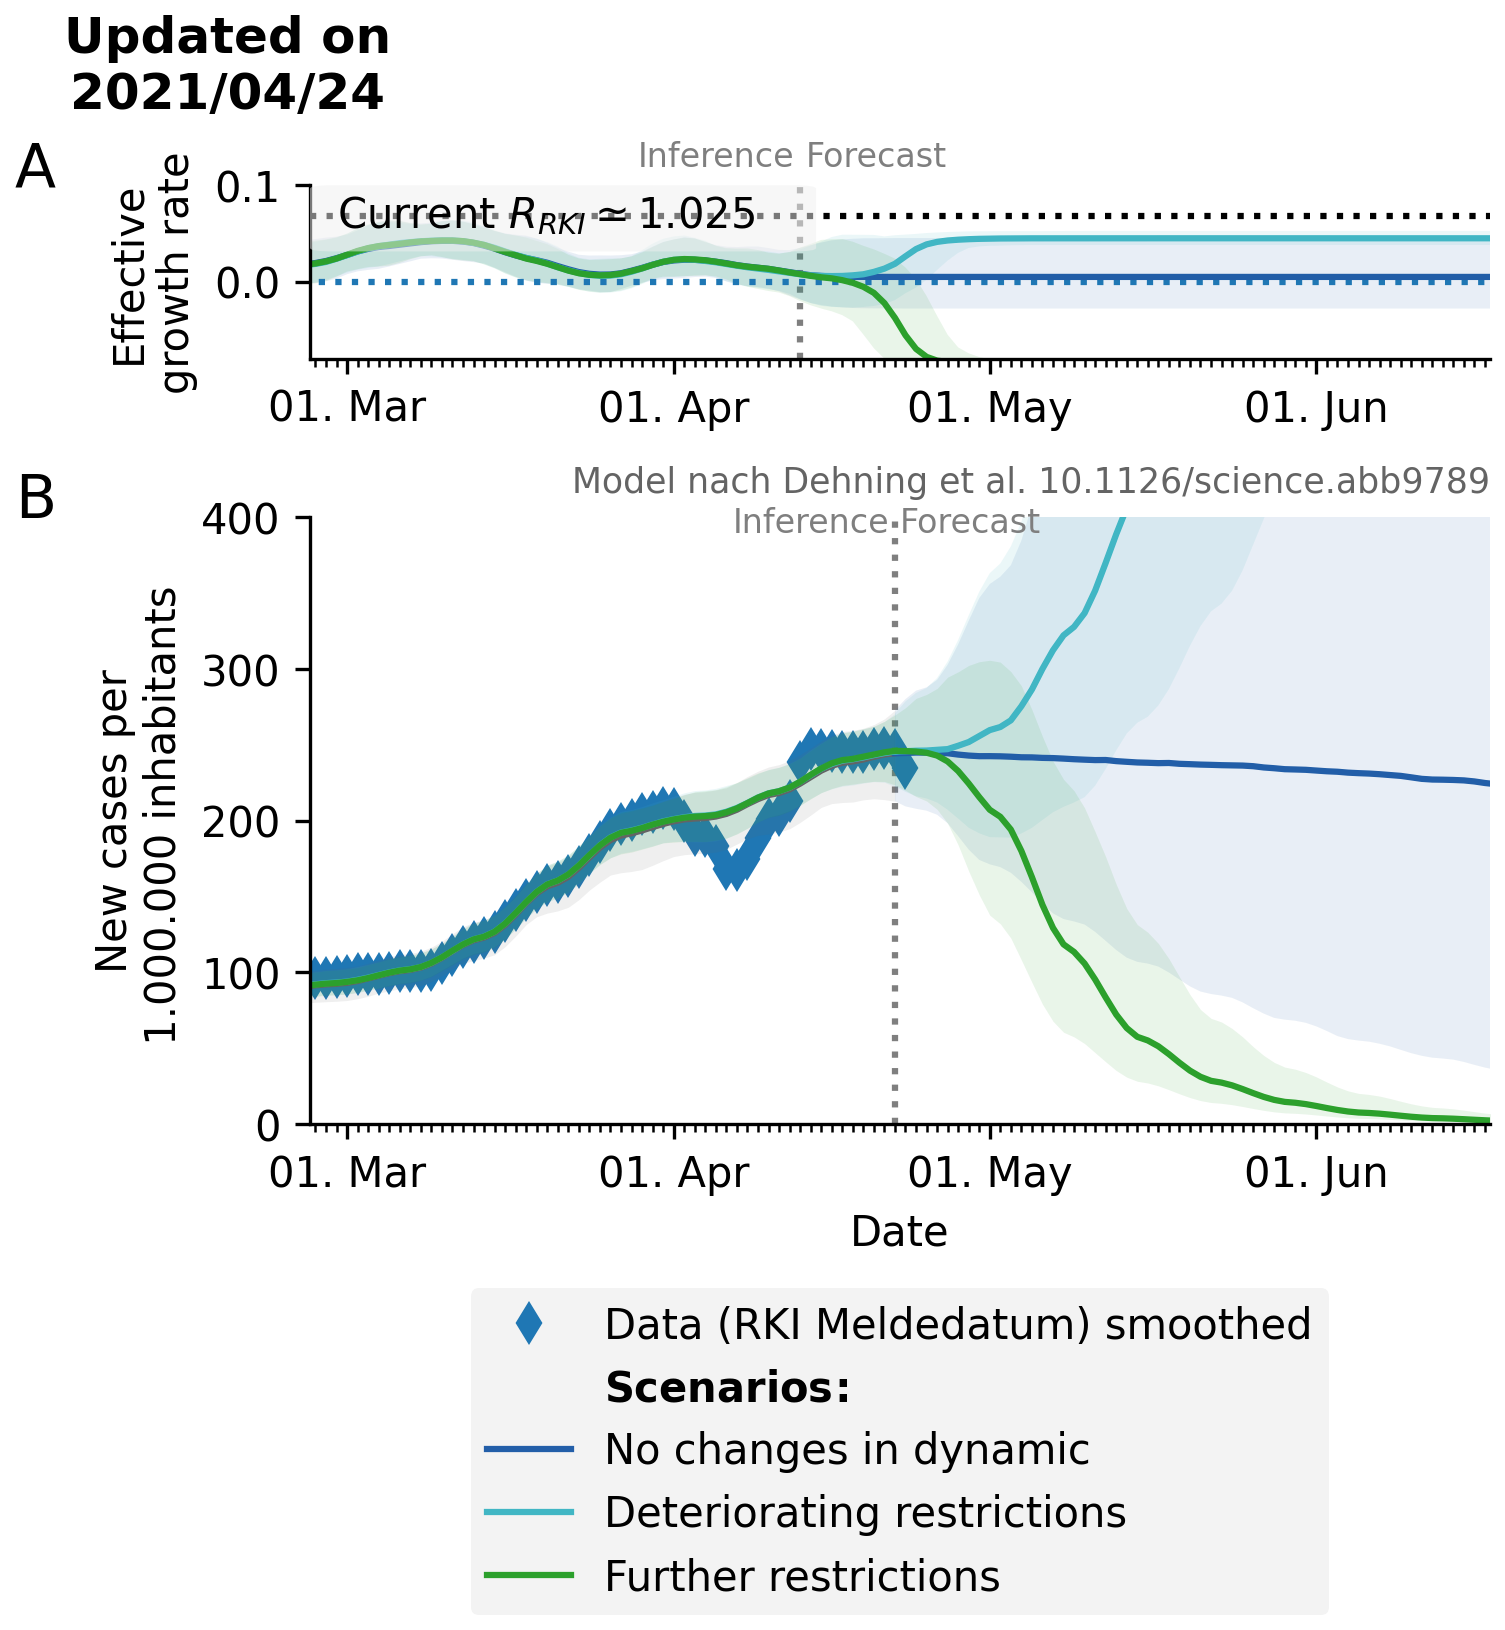 Updated on
2021/04/24
A
Inference Forecast
Effective
growth rate
0.1
0.0
Current R_RKI ≃ 1.025
01. Mar
01. Apr
01. May
01. Jun
B
Model nach Dehning et al. 10.1126/science.abb9789
Inference Forecast
New cases per
1.000.000 inhabitants
400
300
200
100
0
01. Mar
01. Apr
01. May
01. Jun
Date
Data (RKI Meldedatum) smoothed
Scenarios:
No changes in dynamic
Deteriorating restrictions
Further restrictions